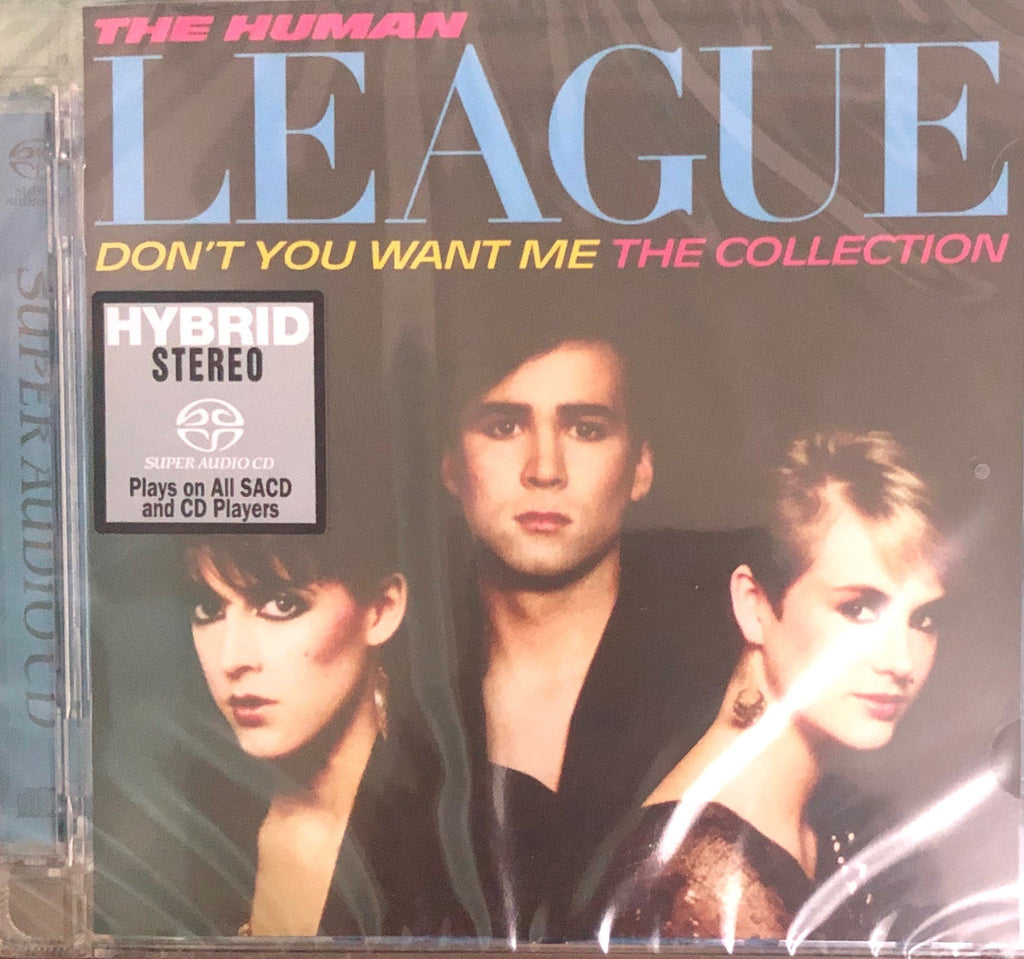 THE HUMAN
LEAGUE
DON'T YOU WANT ME THE COLLECTION
HYBRID
STEREO
SUPER AUDIO CD
Plays on All SACD
and CD Players
SUPER AUDIO CD